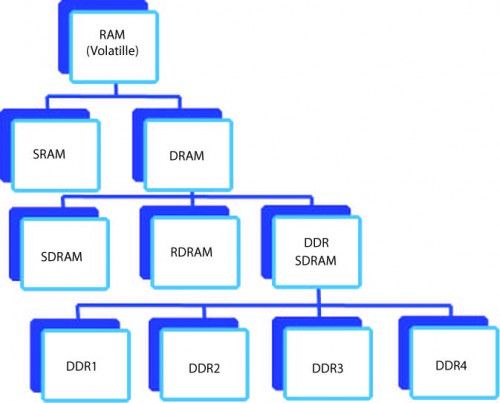 RAM
(Volatille)
SRAM
DRAM
SDRAM
RDRAM
DDR
SDRAM
DDR1
DDR2
DDR3
DDR4